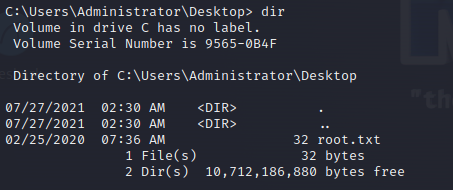 C:\Users\Administrator\Desktop> dir
 Volume in drive C has no label.
 Volume Serial Number is 9565-0B4F

 Directory of C:\Users\Administrator\Desktop

07/27/2021  02:30 AM    <DIR>          .
07/27/2021  02:30 AM    <DIR>          ..
02/25/2020  07:36 AM                32 root.txt
               1 File(s)             32 bytes
               2 Dir(s)  10,712,186,880 bytes free
"th